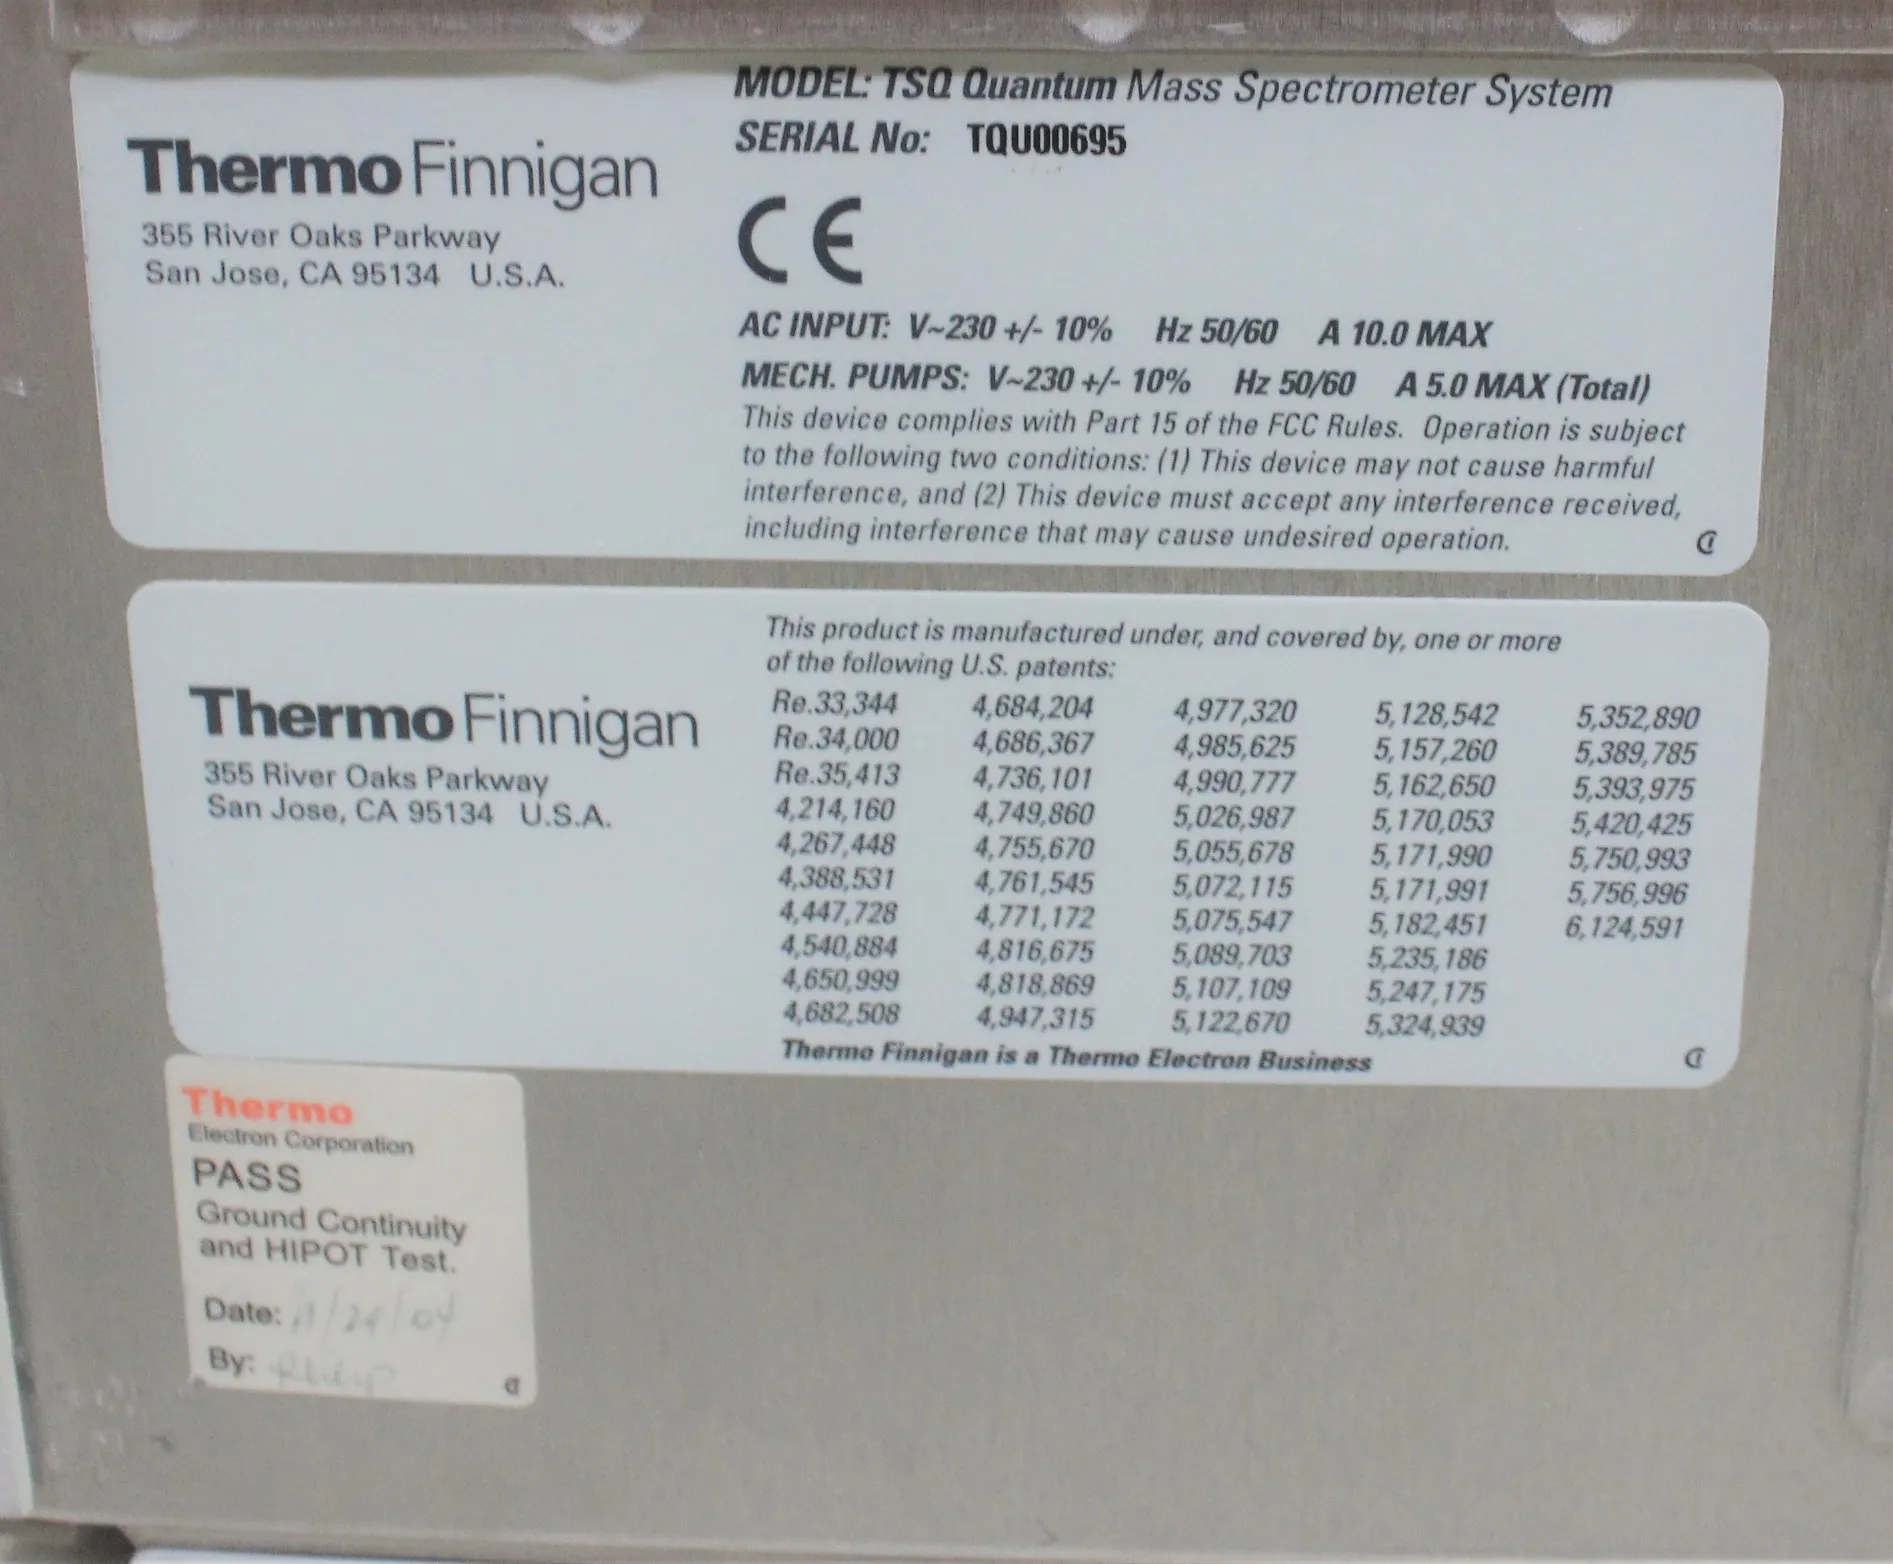 Thermo Finnigan
355 River Oaks Parkway
San Jose, CA 95134 U.S.A.
MODEL: TSQ Quantum Mass Spectrometer System
SERIAL No: TQU00695
CE
AC INPUT: V~230 +/- 10% Hz 50/60 A 10.0 MAX
MECH. PUMPS: V~230 +/- 10% Hz 50/60 A 5.0 MAX (Total)
This device complies with Part 15 of the FCC Rules. Operation is subject
to the following two conditions: (1) This device may not cause harmful
interference, and (2) This device must accept any interference received,
including interference that may cause undesired operation.
Thermo Finnigan
355 River Oaks Parkway
San Jose, CA 95134 U.S.A.
This product is manufactured under, and covered by, one or more
of the following U.S. patents:
Re.33,344 4,684,204 4,977,320 5,128,542 5,352,890
Re.34,000 4,686,367 4,985,625 5,157,260 5,389,785
Re.35,413 4,736,101 4,990,777 5,162,650 5,393,975
4,214,160 4,749,860 5,026,987 5,170,053 5,420,425
4,267,448 4,755,670 5,055,678 5,171,990 5,750,993
4,388,531 4,761,545 5,072,115 5,171,991 5,756,996
4,447,728 4,771,172 5,075,547 5,182,451 6,124,591
4,540,884 4,816,675 5,089,703 5,235,186
4,650,999 4,818,869 5,107,109 5,247,175
4,682,508 4,947,315 5,122,670 5,324,939
Thermo Finnigan is a Thermo Electron Business
Thermo
Electron Corporation
PASS
Ground Continuity
and HIPOT Test.
Date:
By: